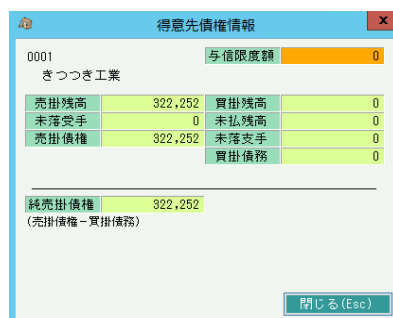 得意先債権情報
x
0001 与信限度額 0
きつつき工業
売掛残高 322,252 買掛残高 0
未落受手 0 未払残高 0
売掛債権 322,252 未落支手 0
買掛債務 0
純売掛債権 322,252
(売掛債権-買掛債務)
閉じる(Esc)